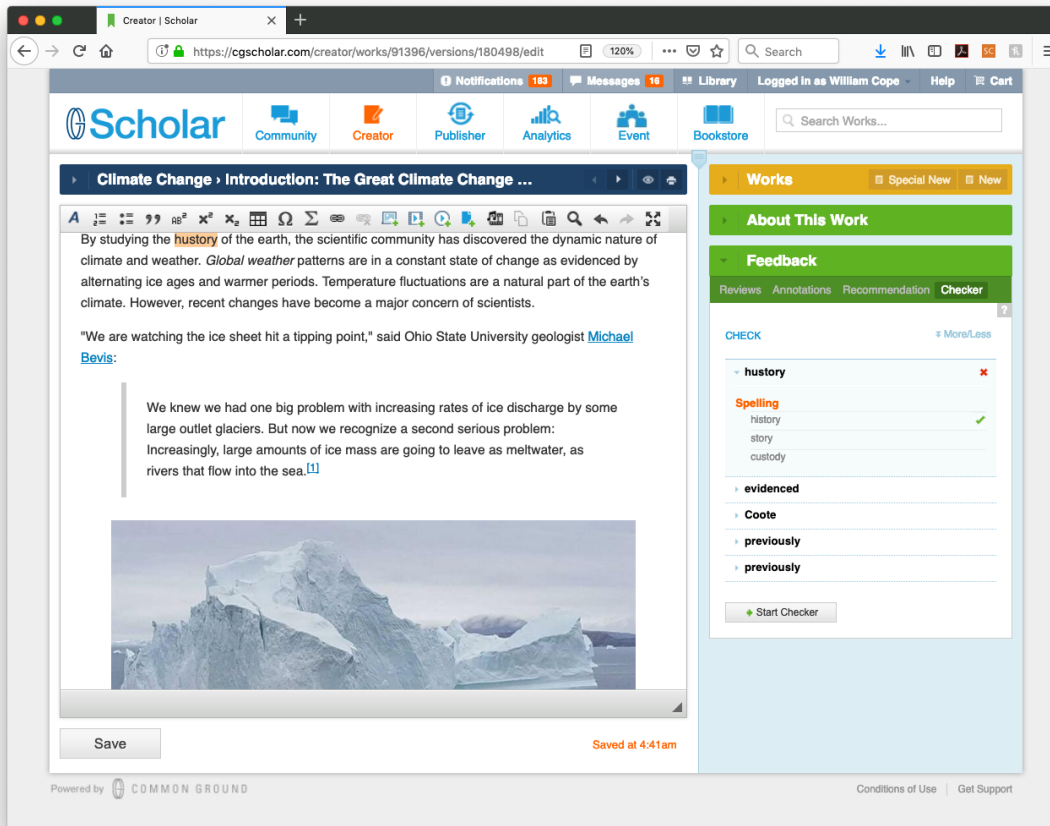 Creator | Scholar
https://cgscholar.com/creator/works/91396/versions/180498/edit 120% Search
Notifications 183 Messages 16 Library Logged in as William Cope Help Cart
Scholar Community Creator Publisher Analytics Event Bookstore Search Works...
Climate Change › Introduction: The Great Climate Change ...
Works Special New New
About This Work
Feedback
Reviews Annotations Recommendation Checker
?
By studying the hustory of the earth, the scientific community has discovered the dynamic nature of
climate and weather. Global weather patterns are in a constant state of change as evidenced by
alternating ice ages and warmer periods. Temperature fluctuations are a natural part of the earth's
climate. However, recent changes have become a major concern of scientists.
"We are watching the ice sheet hit a tipping point," said Ohio State University geologist Michael
Bevis:
We knew we had one big problem with increasing rates of ice discharge by some
large outlet glaciers. But now we recognize a second serious problem:
Increasingly, large amounts of ice mass are going to leave as meltwater, as
rivers that flow into the sea.[1]
CHECK More/Less
hustory
Spelling
history
story
custody
evidenced
Coote
previously
previously
Start Checker
Save Saved at 4:41am
Powered by COMMON GROUND Conditions of Use Get Support